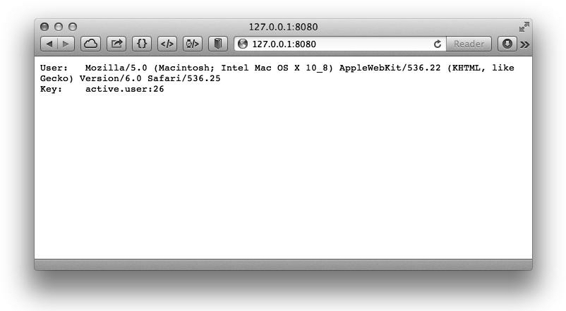 127.0.0.1:8080
127.0.0.1:8080 Reader
User: Mozilla/5.0 (Macintosh; Intel Mac OS X 10_8) AppleWebKit/536.22 (KHTML, like
Gecko) Version/6.0 Safari/536.25
Key: active.user:26